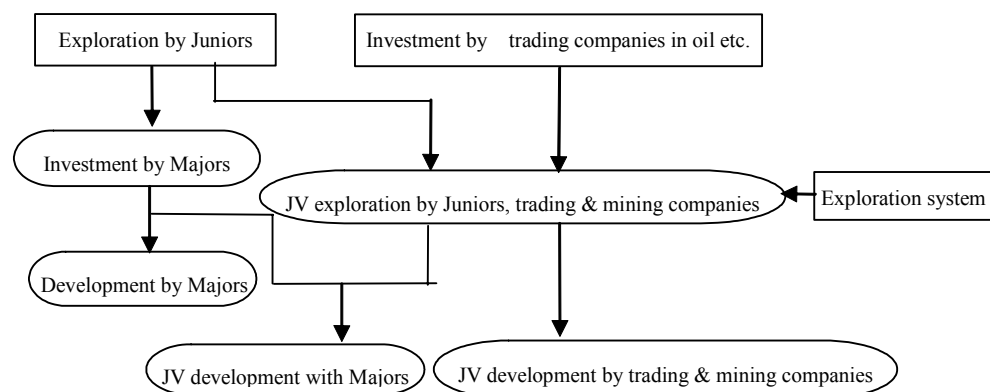 Exploration by Juniors
Investment by trading companies in oil etc.
Investment by Majors
JV exploration by Juniors, trading & mining companies
Exploration system
Development by Majors
JV development with Majors
JV development by trading & mining companies